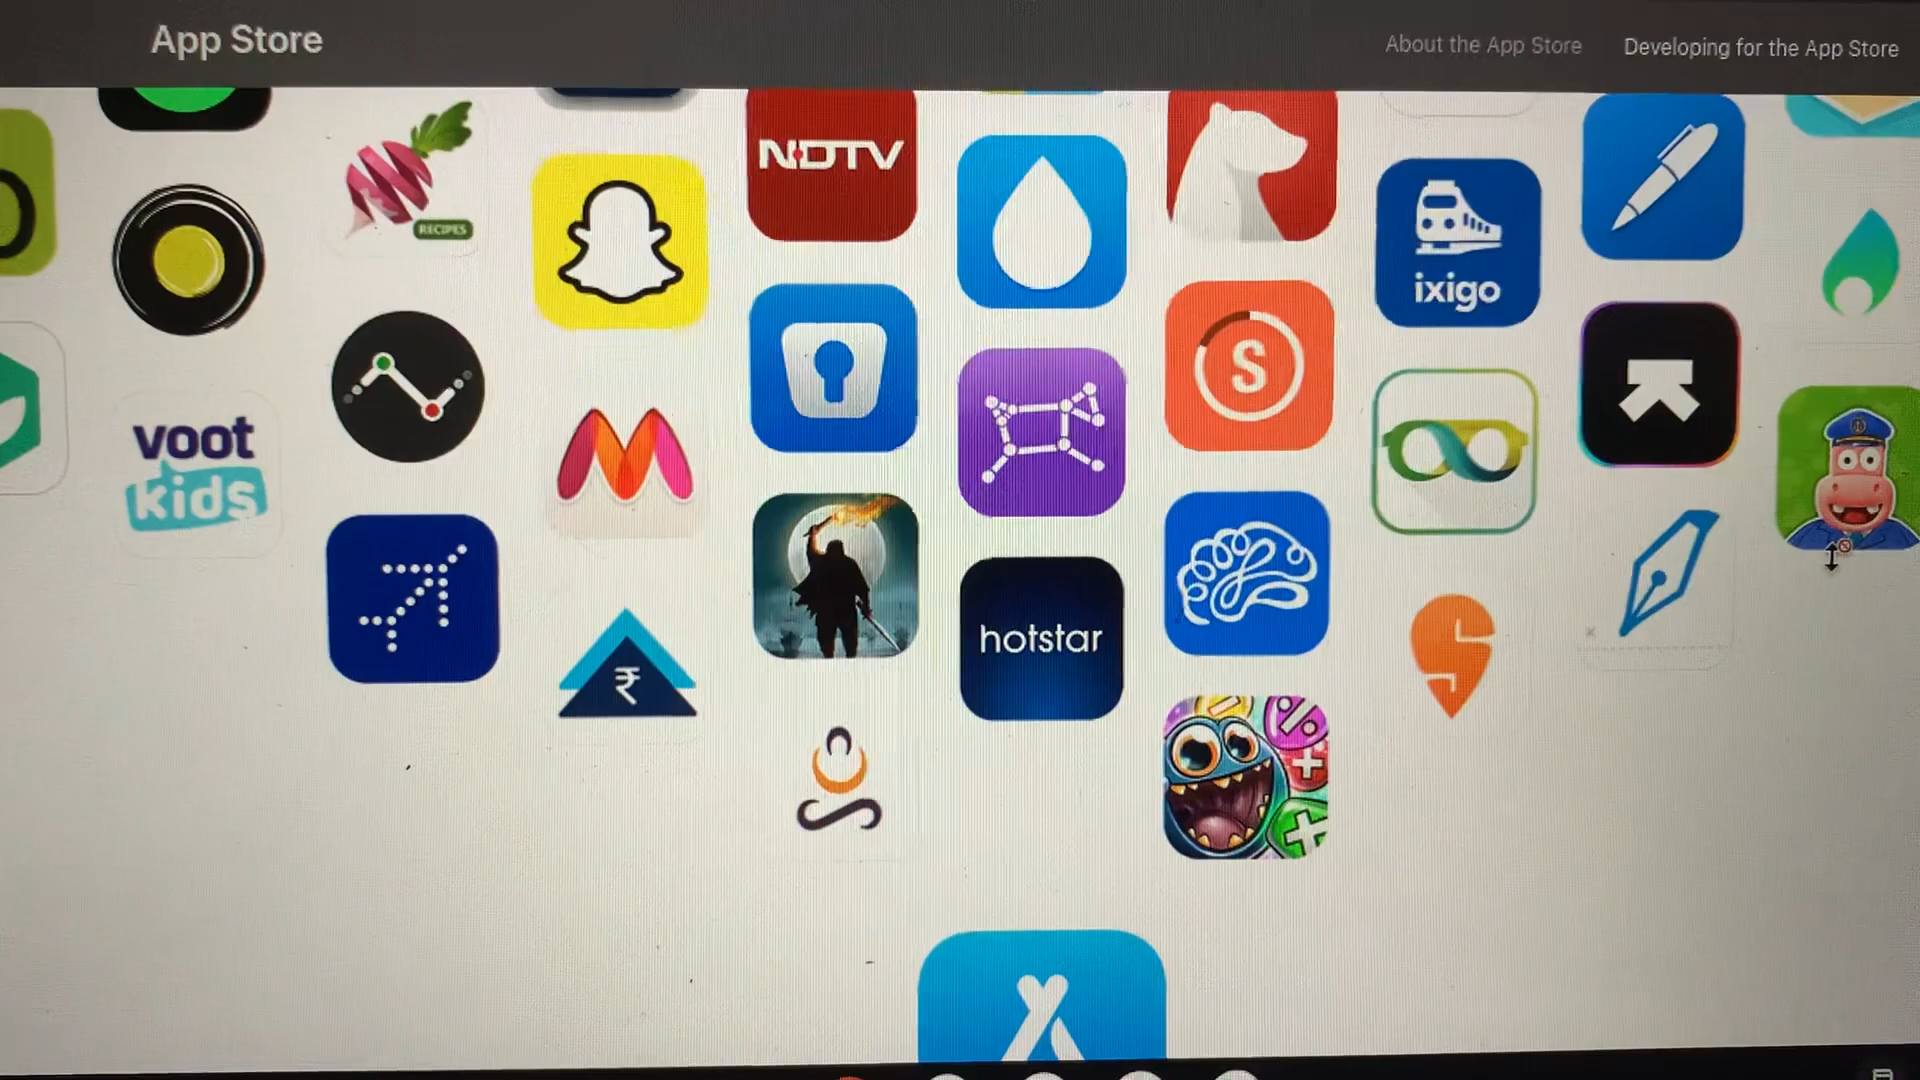 App Store
About the App Store
Developing for the App Store
NDTV
RECIPES
ixigo
S
voot
kids
hotstar
₹